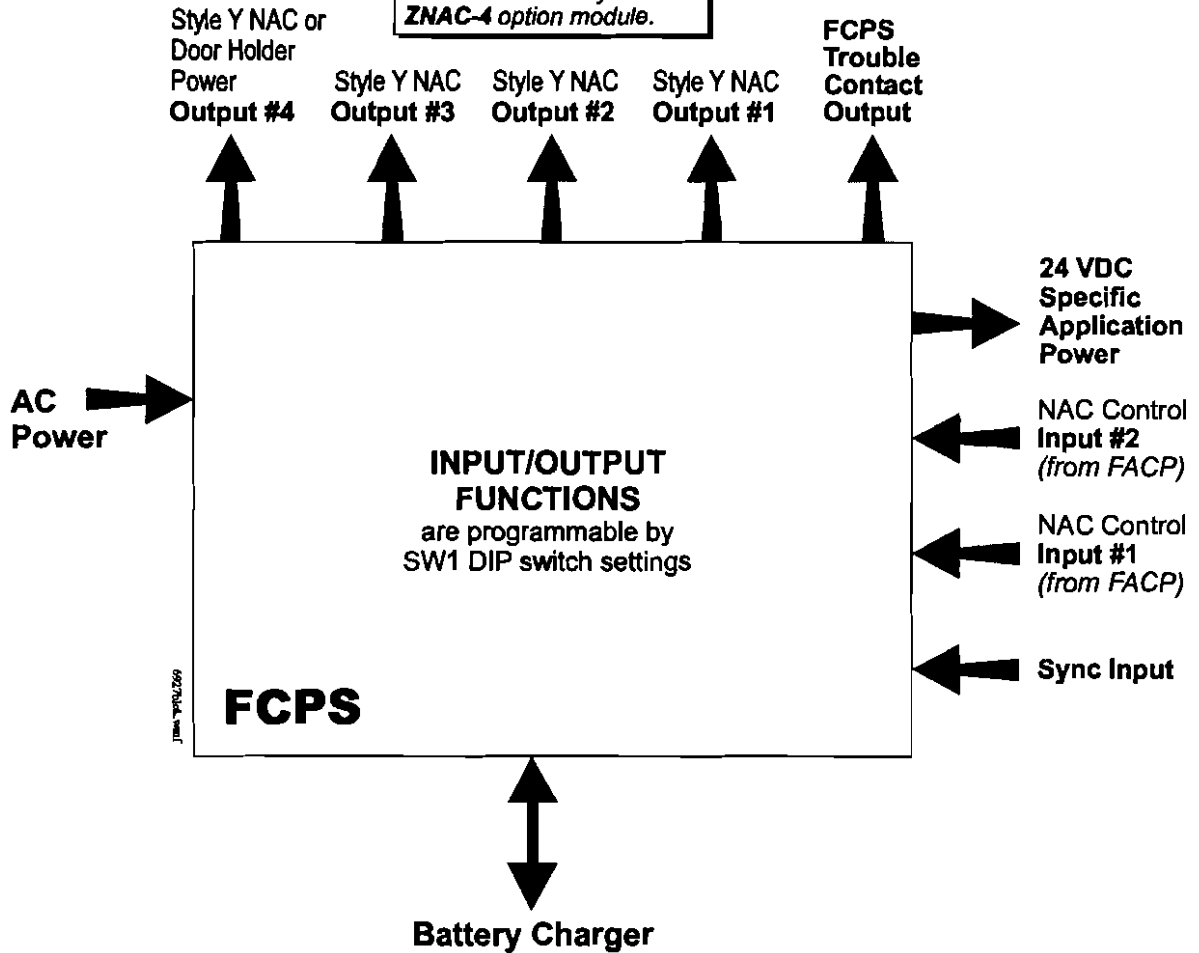 ZNAC-4 option module.
Style Y NAC or
Door Holder
Power
Output #4
Style Y NAC
Output #3
Style Y NAC
Output #2
Style Y NAC
Output #1
FCPS
Trouble
Contact
Output
24 VDC
Specific
Application
Power
AC
Power
NAC Control
Input #2
(from FACP)
INPUT/OUTPUT
FUNCTIONS
are programmable by
SW1 DIP switch settings
NAC Control
Input #1
(from FACP)
Sync Input
FCPS
Battery Charger